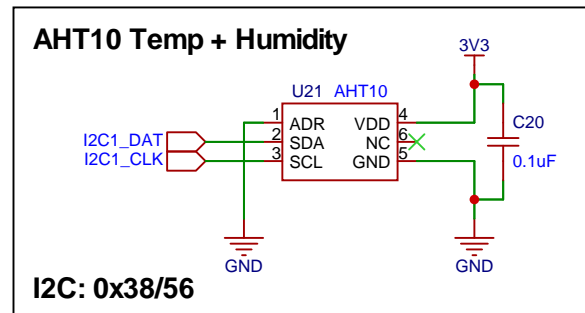 AHT10 Temp + Humidity
3V3
U21 AHT10
1 ADR VDD 4
I2C1_DAT 2 SDA NC 6
I2C1_CLK 3 SCL GND 5
C20
0.1uF
GND
GND
I2C: 0x38/56